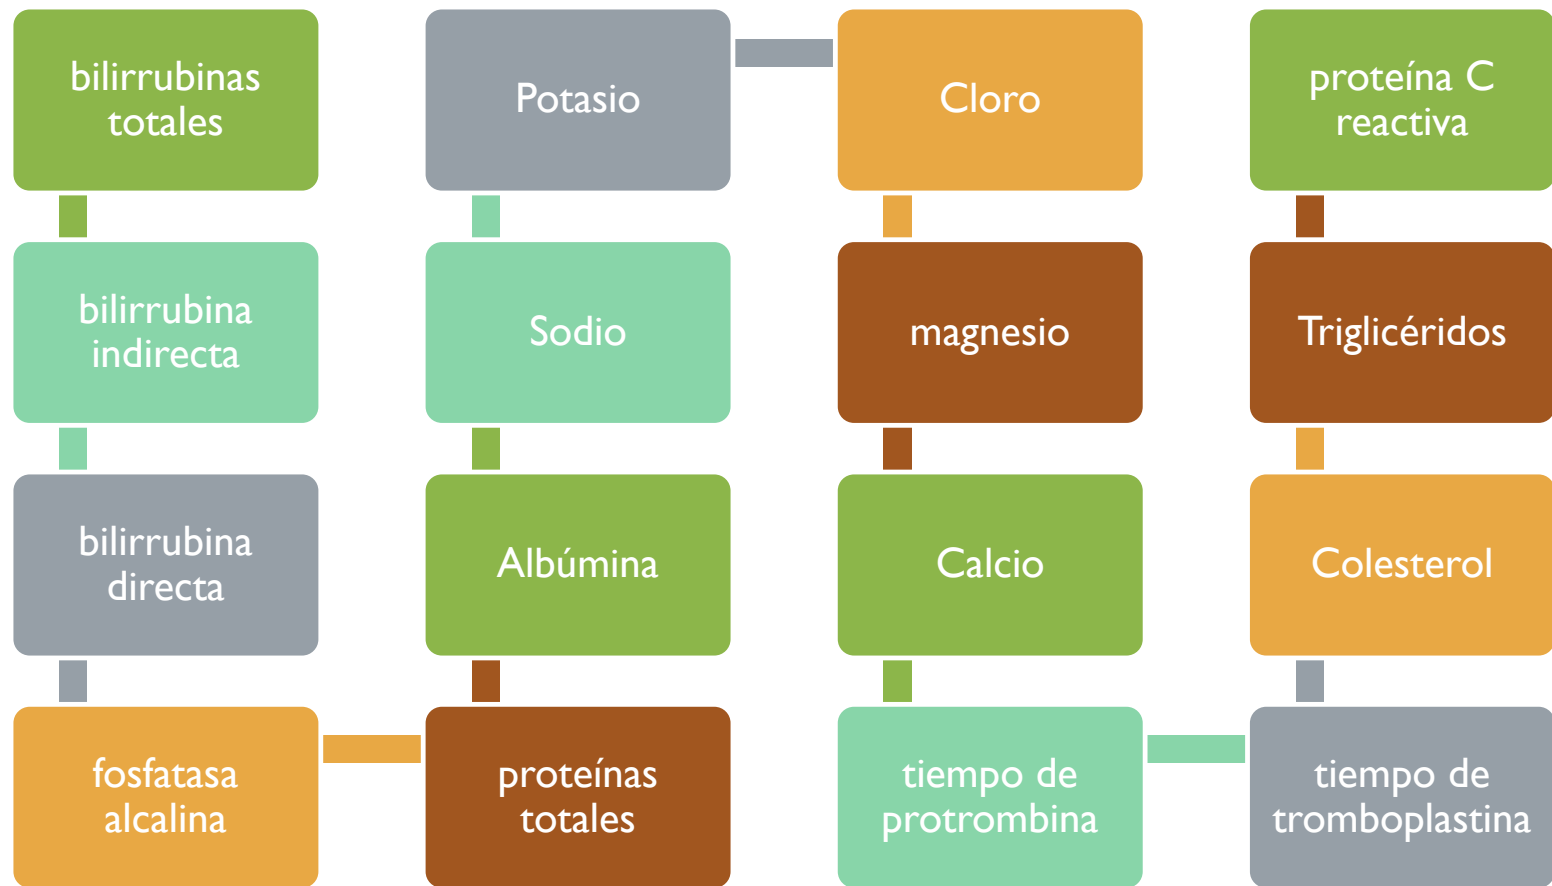 bilirrubinas
totales
bilirrubina
indirecta
bilirrubina
directa
fosfatasa
alcalina
proteínas
totales
Albúmina
Sodio
Potasio
Cloro
magnesio
Calcio
tiempo de
protrombina
tiempo de
tromboplastina
Colesterol
Triglicéridos
proteína C
reactiva